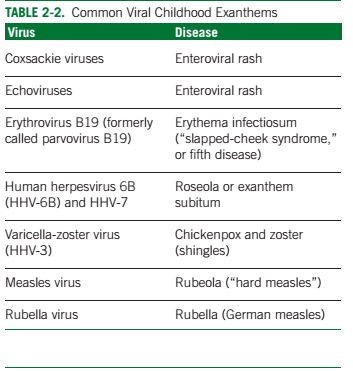 TABLE 2-2. Common Viral Childhood Exanthems
Virus Disease
Coxsackie viruses Enteroviral rash
Echoviruses Enteroviral rash
Erythrovirus B19 (formerly Erythema infectiosum
called parvovirus B19) (“slapped-cheek syndrome,”
or fifth disease)
Human herpesvirus 6B Roseola or exanthem
(HHV-6B) and HHV-7 subitum
Varicella-zoster virus Chickenpox and zoster
(HHV-3) (shingles)
Measles virus Rubeola (“hard measles”)
Rubella virus Rubella (German measles)